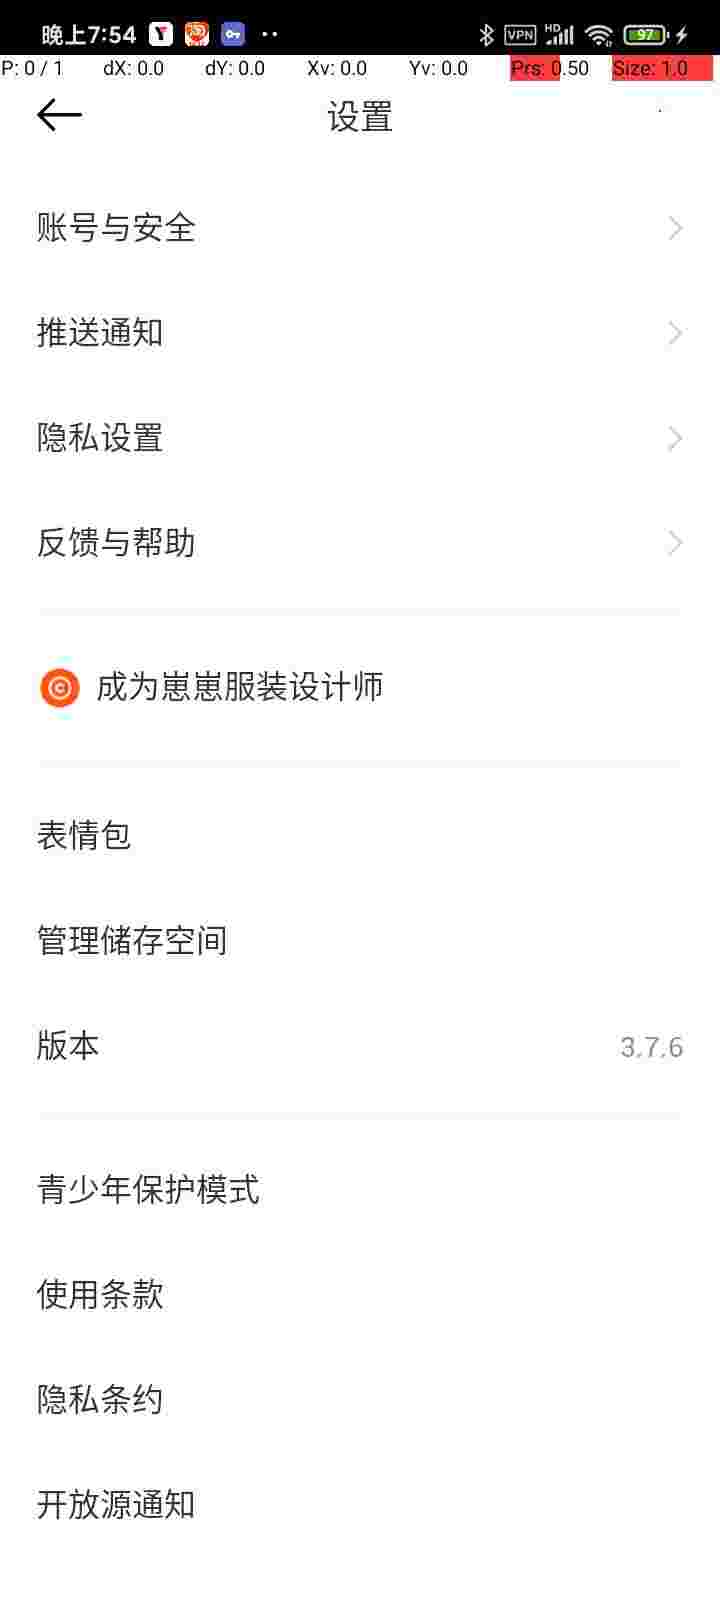 晚上7:54
VPN
HD
97
P: 0 / 1 dX: 0.0 dY: 0.0 Xv: 0.0 Yv: 0.0 Prs: 0.50 Size: 1.0
设置
账号与安全
推送通知
隐私设置
反馈与帮助
成为崽崽服装设计师
表情包
管理储存空间
版本 3.7.6
青少年保护模式
使用条款
隐私条约
开放源通知